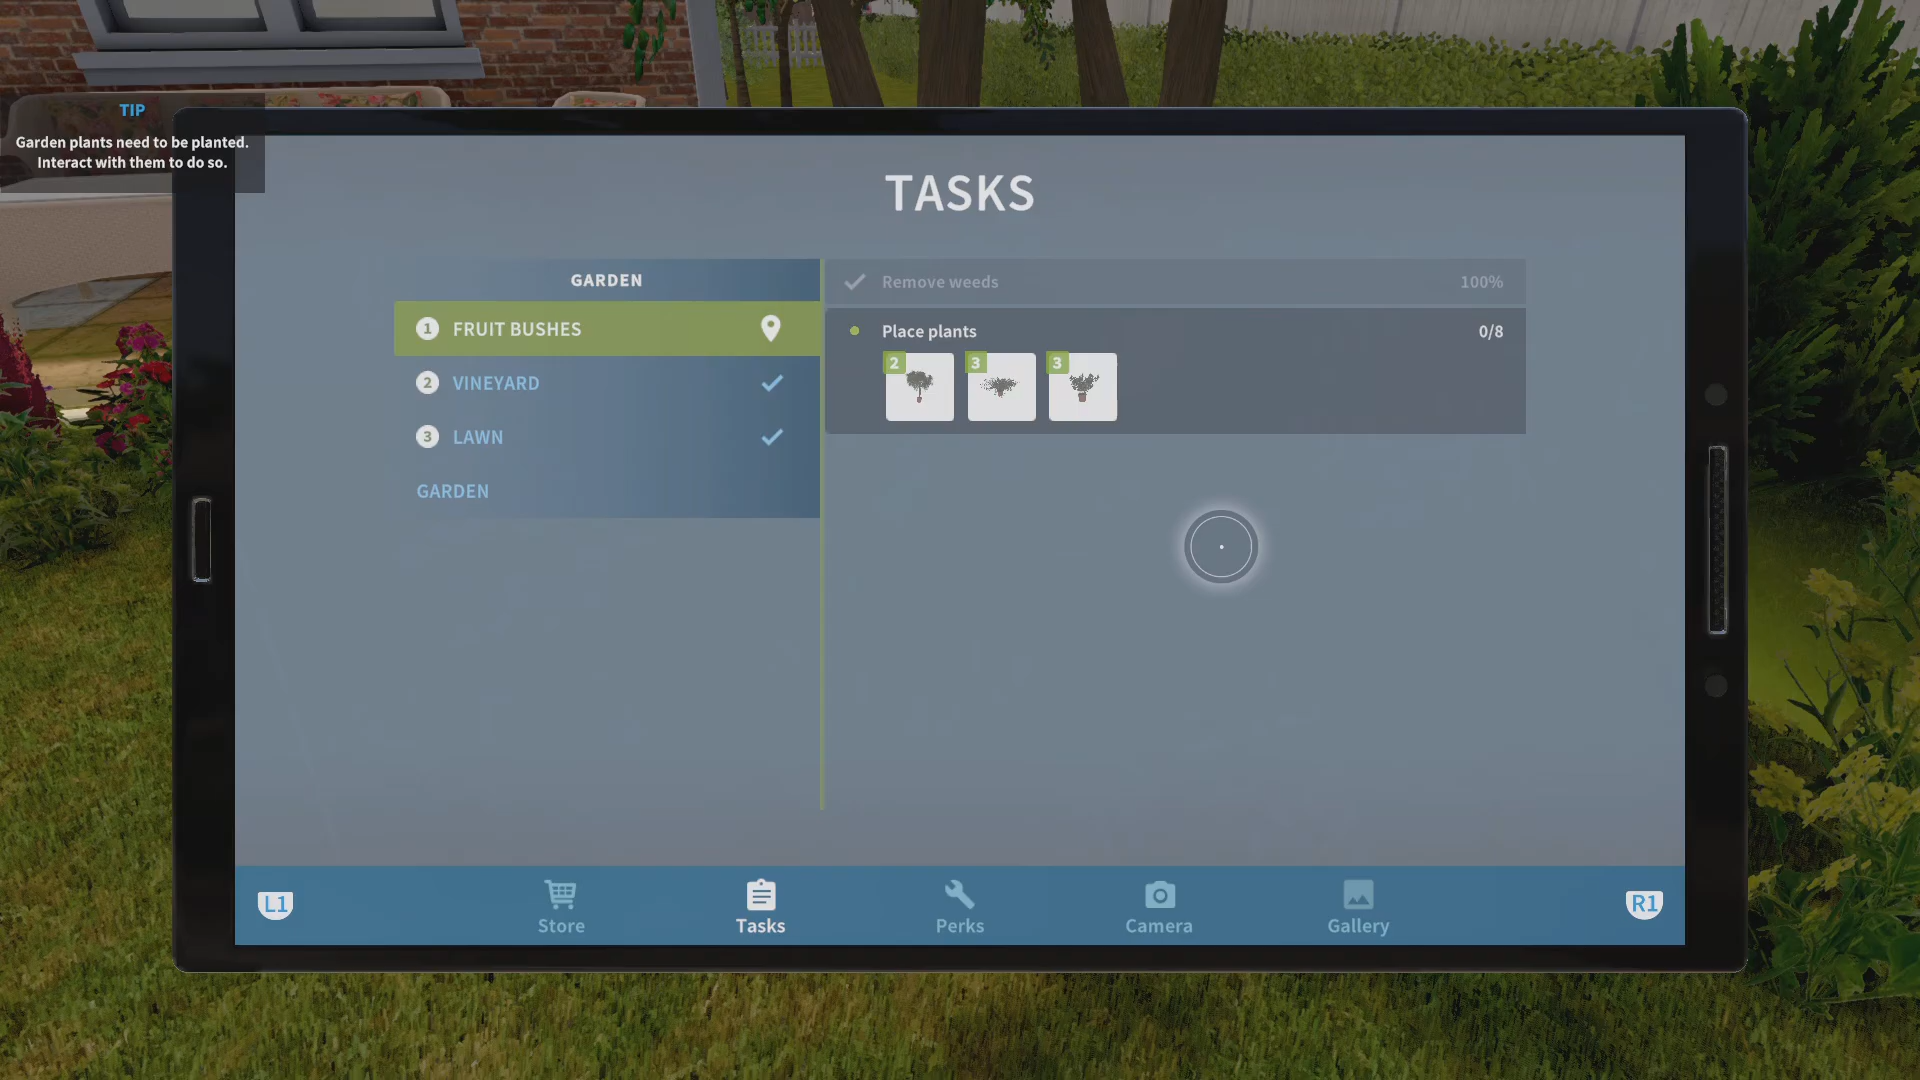 TIP
Garden plants need to be planted.
Interact with them to do so.
TASKS
GARDEN
1 FRUIT BUSHES
2 VINEYARD
3 LAWN
GARDEN
Remove weeds 100%
Place plants 0/8
2 3 3
L1 Store Tasks Perks Camera Gallery R1